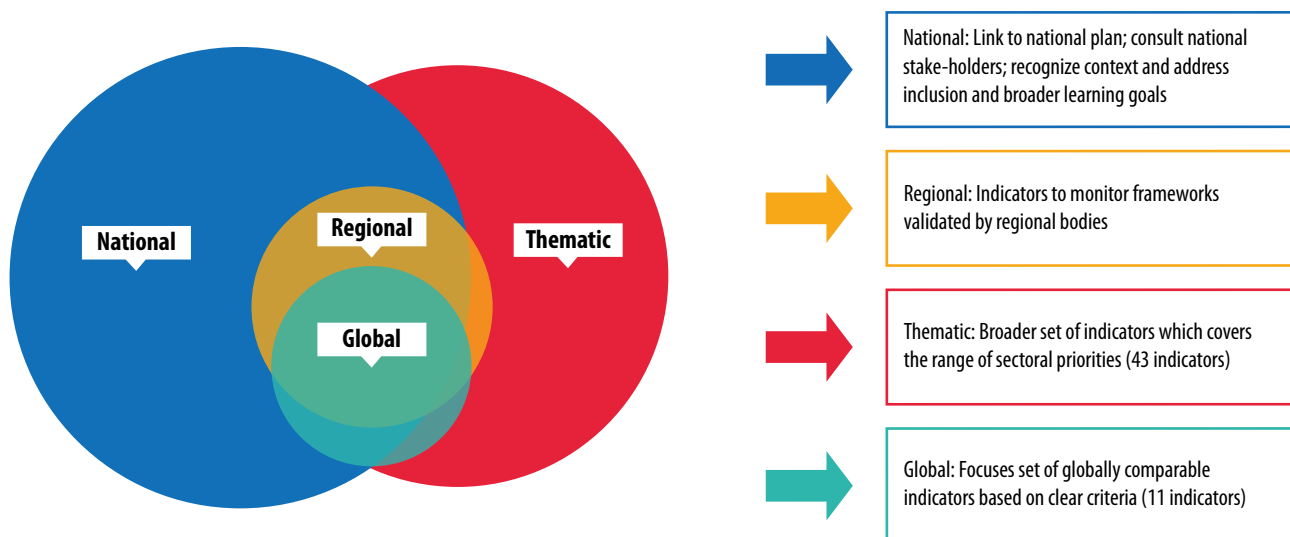 National
Regional
Thematic
Global
National: Link to national plan; consult national
stake-holders; recognize context and address
inclusion and broader learning goals
Regional: Indicators to monitor frameworks
validated by regional bodies
Thematic: Broader set of indicators which covers
the range of sectoral priorities (43 indicators)
Global: Focuses set of globally comparable
indicators based on clear criteria (11 indicators)